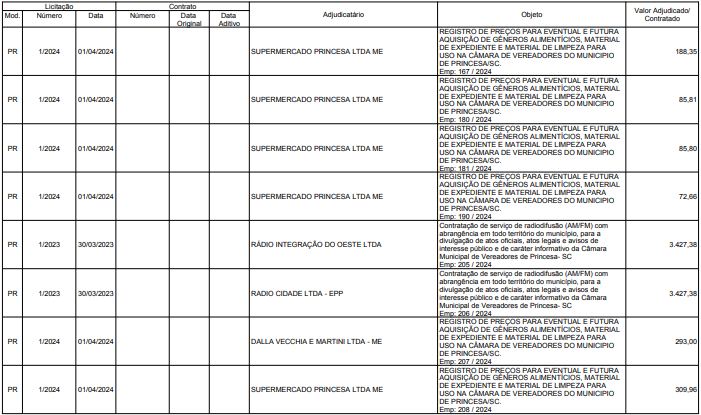 Licitação Contrato
Mod. Número Data Número Data Original Data Aditivo Adjudicatário Objeto Valor Adjudicado/ Contratado
PR 1/2024 01/04/2024 SUPERMERCADO PRINCESA LTDA ME 188,35
REGISTRO DE PREÇOS PARA EVENTUAL E FUTURA
AQUISIÇÃO DE GÊNEROS ALIMENTÍCIOS, MATERIAL
DE EXPEDIENTE E MATERIAL DE LIMPEZA PARA
USO NA CÂMARA DE VEREADORES DO MUNICIPIO
DE PRINCESA/SC.
Emp: 167 / 2024
PR 1/2024 01/04/2024 SUPERMERCADO PRINCESA LTDA ME 85,81
REGISTRO DE PREÇOS PARA EVENTUAL E FUTURA
AQUISIÇÃO DE GÊNEROS ALIMENTÍCIOS, MATERIAL
DE EXPEDIENTE E MATERIAL DE LIMPEZA PARA
USO NA CÂMARA DE VEREADORES DO MUNICIPIO
DE PRINCESA/SC.
Emp: 180 / 2024
PR 1/2024 01/04/2024 SUPERMERCADO PRINCESA LTDA ME 85,80
REGISTRO DE PREÇOS PARA EVENTUAL E FUTURA
AQUISIÇÃO DE GÊNEROS ALIMENTÍCIOS, MATERIAL
DE EXPEDIENTE E MATERIAL DE LIMPEZA PARA
USO NA CÂMARA DE VEREADORES DO MUNICIPIO
DE PRINCESA/SC.
Emp: 181 / 2024
PR 1/2024 01/04/2024 SUPERMERCADO PRINCESA LTDA ME 72,66
REGISTRO DE PREÇOS PARA EVENTUAL E FUTURA
AQUISIÇÃO DE GÊNEROS ALIMENTÍCIOS, MATERIAL
DE EXPEDIENTE E MATERIAL DE LIMPEZA PARA
USO NA CÂMARA DE VEREADORES DO MUNICIPIO
DE PRINCESA/SC.
Emp: 190 / 2024
PR 1/2023 30/03/2023 RÁDIO INTEGRAÇÃO DO OESTE LTDA 3.427,38
Contratação de serviço de radiodifusão (AM/FM) com
abrangência em todo território do município, para a
divulgação de atos oficiais, atos legais e avisos de
interesse público e de caráter informativo da Câmara
Municipal de Vereadores de Princesa- SC
Emp: 205 / 2024
PR 1/2023 30/03/2023 RADIO CIDADE LTDA - EPP 3.427,38
Contratação de serviço de radiodifusão (AM/FM) com
abrangência em todo território do município, para a
divulgação de atos oficiais, atos legais e avisos de
interesse público e de caráter informativo da Câmara
Municipal de Vereadores de Princesa- SC
Emp: 206 / 2024
PR 1/2024 01/04/2024 DALLA VECCHIA E MARTINI LTDA - ME 293,00
REGISTRO DE PREÇOS PARA EVENTUAL E FUTURA
AQUISIÇÃO DE GÊNEROS ALIMENTÍCIOS, MATERIAL
DE EXPEDIENTE E MATERIAL DE LIMPEZA PARA
USO NA CÂMARA DE VEREADORES DO MUNICIPIO
DE PRINCESA/SC.
Emp: 207 / 2024
PR 1/2024 01/04/2024 SUPERMERCADO PRINCESA LTDA ME 309,96
REGISTRO DE PREÇOS PARA EVENTUAL E FUTURA
AQUISIÇÃO DE GÊNEROS ALIMENTÍCIOS, MATERIAL
DE EXPEDIENTE E MATERIAL DE LIMPEZA PARA
USO NA CÂMARA DE VEREADORES DO MUNICIPIO
DE PRINCESA/SC.
Emp: 208 / 2024